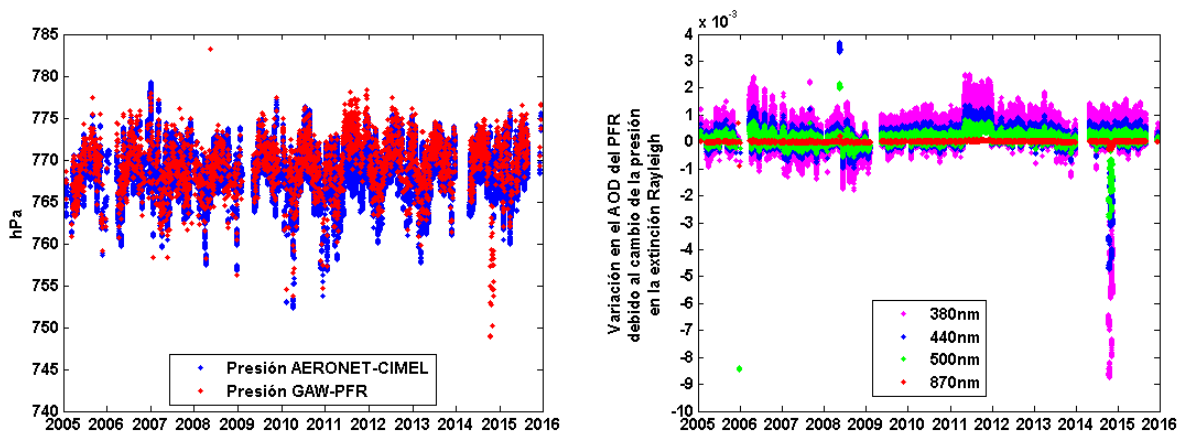 785
780
775
770
765
760
755
750
745
740
hPa
2005 2006 2007 2008 2009 2010 2011 2012 2013 2014 2015 2016
Presión AERONET-CIMEL
Presión GAW-PFR
x 10⁻³
4
3
2
1
0
-1
-2
-3
-4
-5
-6
-7
-8
-9
-10
Variación en el AOD del PFR
debido al cambio de la presión
en la extinción Rayleigh
2005 2006 2007 2008 2009 2010 2011 2012 2013 2014 2015 2016
380nm
440nm
500nm
870nm